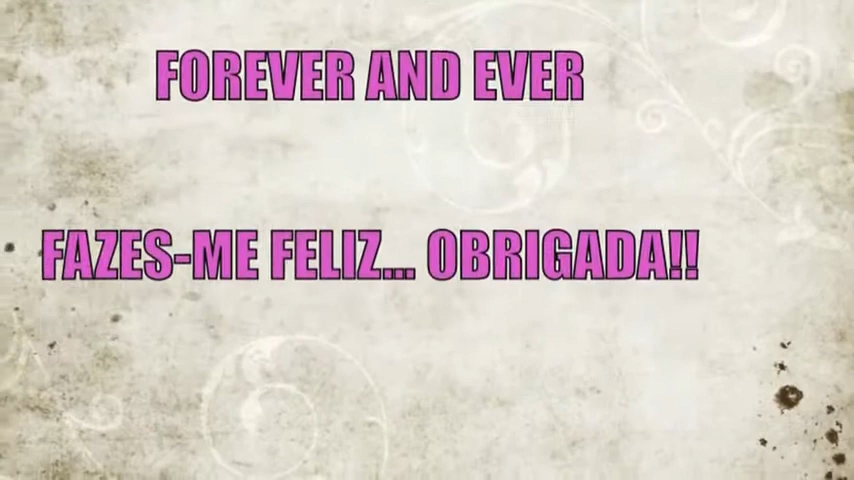 FOREVER AND EVER
FAZES-ME FELIZ... OBRIGADA!!